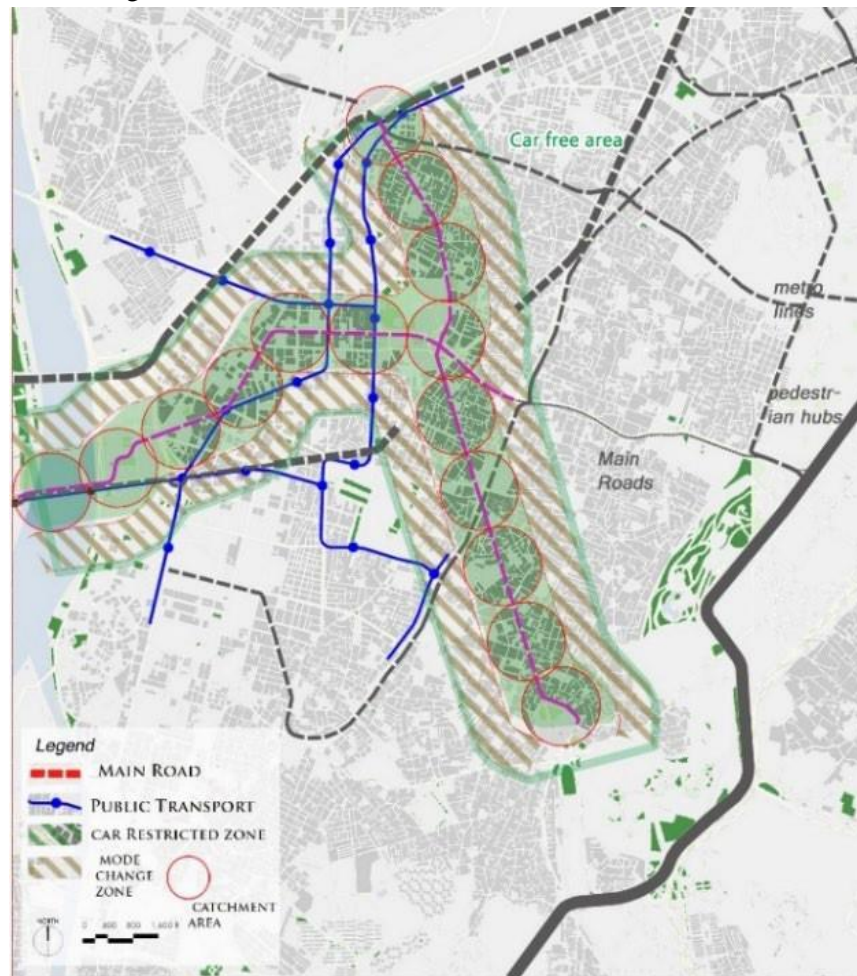 Car free area
metro
lines
pedestr-
ian hubs
Main
Roads
Legend
MAIN ROAD
PUBLIC TRANSPORT
CAR RESTRICTED ZONE
MODE
CHANGE
ZONE
CATCHMENT
AREA
NORTH